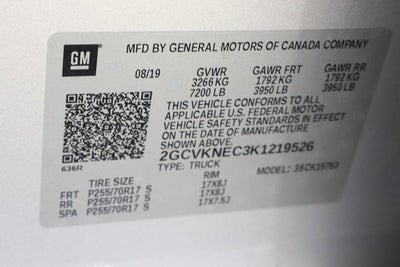 GM
MFD BY GENERAL MOTORS OF CANADA COMPANY
08/19 GVWR GAWR FRT GAWR RR
3266 KG 1792 KG 1792 KG
7200 LB 3950 LB 3950 LB
THIS VEHICLE CONFORMS TO ALL
APPLICABLE U.S. FEDERAL MOTOR
VEHICLE SAFETY STANDARDS IN EFFECT
ON THE DATE OF MANUFACTURE
SHOWN ABOVE.
2GCVKNEC3K1219526
636R TYPE: TRUCK MODEL:
TIRE SIZE RIM
FRT P255/70R17 S 17X8J
RR P255/70R17 S 17X8J
SPA P255/70R17 S 17X7.5J